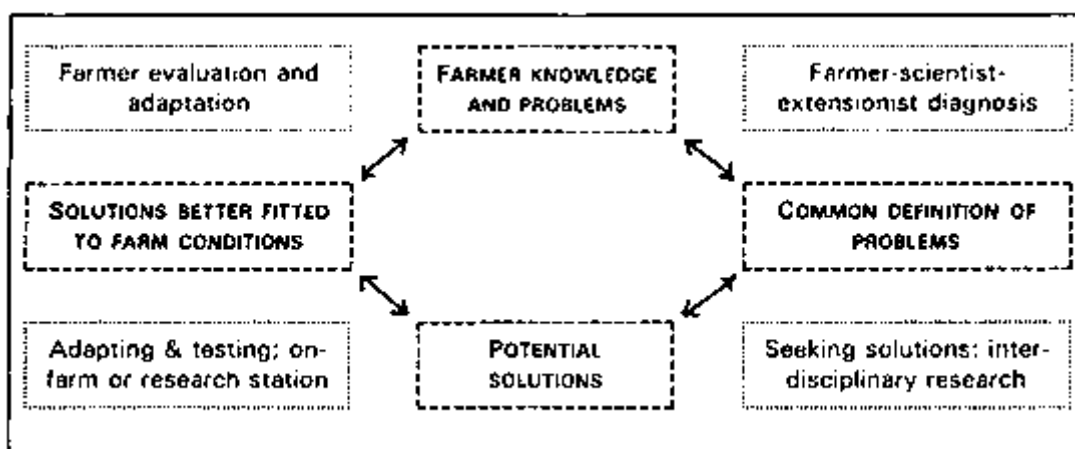 Farmer evaluation and
adaptation
FARMER KNOWLEDGE
AND PROBLEMS
Farmer-scientist-
extensionist diagnosis
SOLUTIONS BETTER FITTED
TO FARM CONDITIONS
COMMON DEFINITION OF
PROBLEMS
Adapting & testing; on-
farm or research station
POTENTIAL
SOLUTIONS
Seeking solutions: inter-
disciplinary research